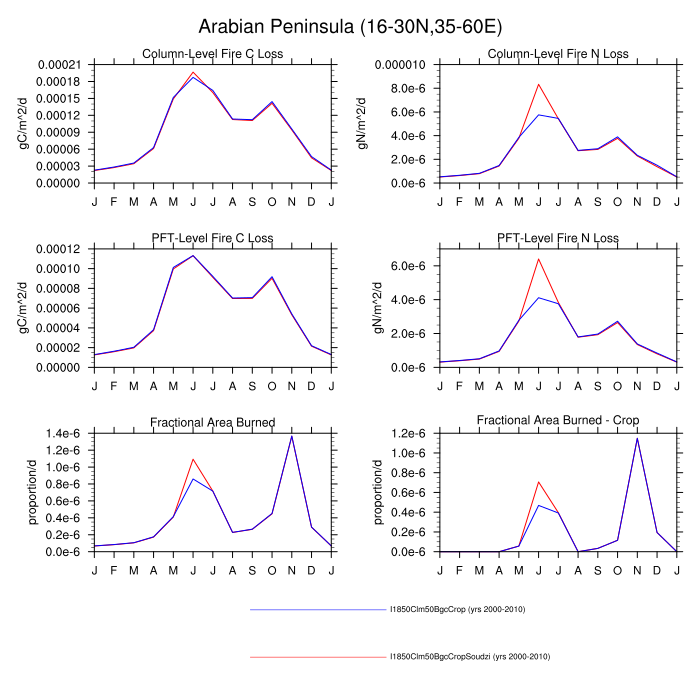 Arabian Peninsula (16-30N,35-60E)
Column-Level Fire C Loss
gC/m^2/d
0.00021
0.00018
0.00015
0.00012
0.00009
0.00006
0.00003
0.00000
J F M A M J J A S O N D J
Column-Level Fire N Loss
gN/m^2/d
0.000010
8.0e-6
6.0e-6
4.0e-6
2.0e-6
0.0e-6
J F M A M J J A S O N D J
PFT-Level Fire C Loss
gC/m^2/d
0.00012
0.00010
0.00008
0.00006
0.00004
0.00002
0.00000
J F M A M J J A S O N D J
PFT-Level Fire N Loss
gN/m^2/d
6.0e-6
4.0e-6
2.0e-6
0.0e-6
J F M A M J J A S O N D J
Fractional Area Burned
proportion/d
1.4e-6
1.2e-6
1.0e-6
0.8e-6
0.6e-6
0.4e-6
0.2e-6
0.0e-6
J F M A M J J A S O N D J
Fractional Area Burned - Crop
proportion/d
1.2e-6
1.0e-6
0.8e-6
0.6e-6
0.4e-6
0.2e-6
0.0e-6
J F M A M J J A S O N D J
I1850Clm50BgcCrop (yrs 2000-2010)
I1850Clm50BgcCropSoudzi (yrs 2000-2010)